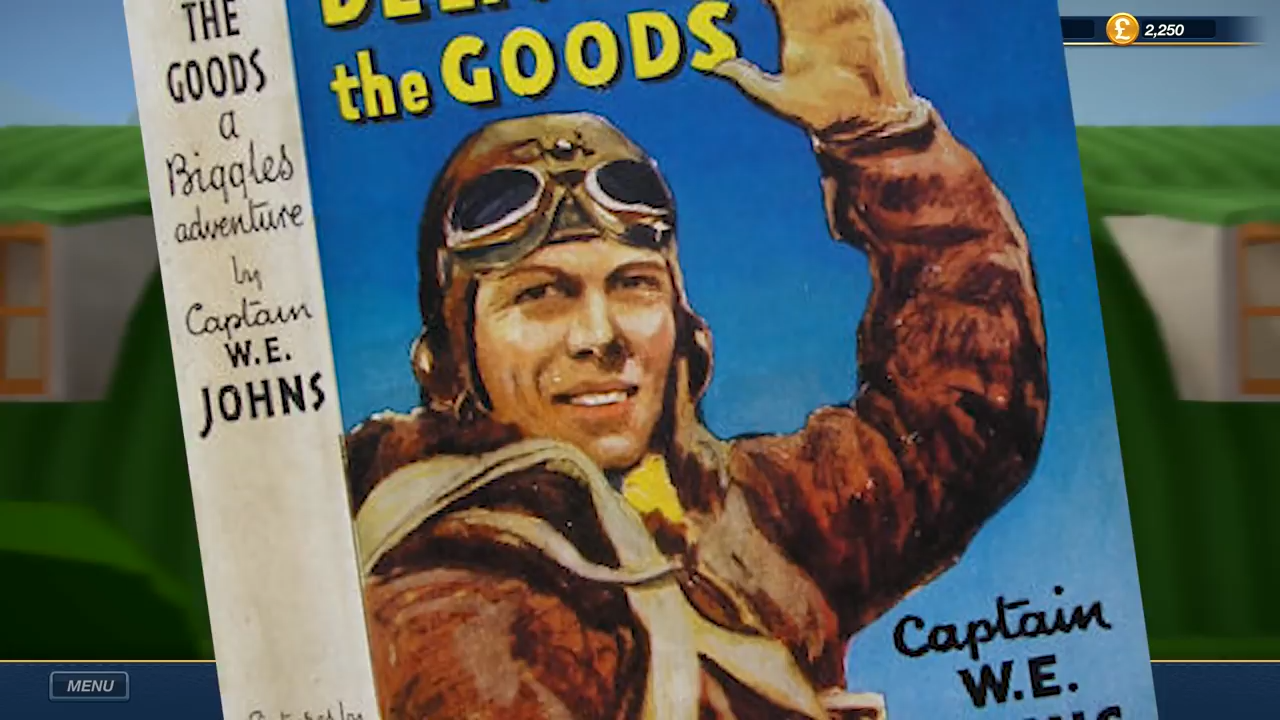 THE
GOODS
a
Biggles
adventure
by
Captain
W.E.
JOHNS
the GOODS
Captain
W.E.
2,250
MENU